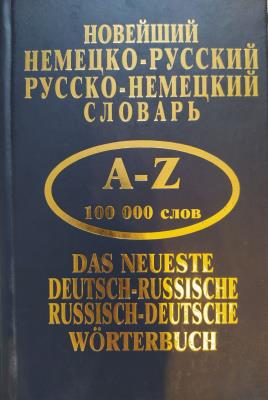 НОВЕЙШИЙ
НЕМЕЦКО-РУССКИЙ
РУССКО-НЕМЕЦКИЙ
СЛОВАРЬ
A-Z
100 000 слов
DAS NEUESTE
DEUTSCH-RUSSISCHE
RUSSISCH-DEUTSCHE
WÖRTERBUCH